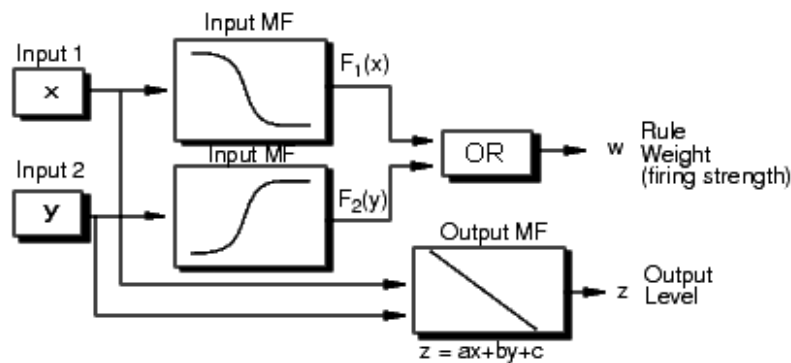 Input MF
Input 1
x
F1(x)
OR
w
Rule
Weight
(firing strength)
Input MF
Input 2
y
F2(y)
Output MF
z
Output
Level
z = ax+by+c